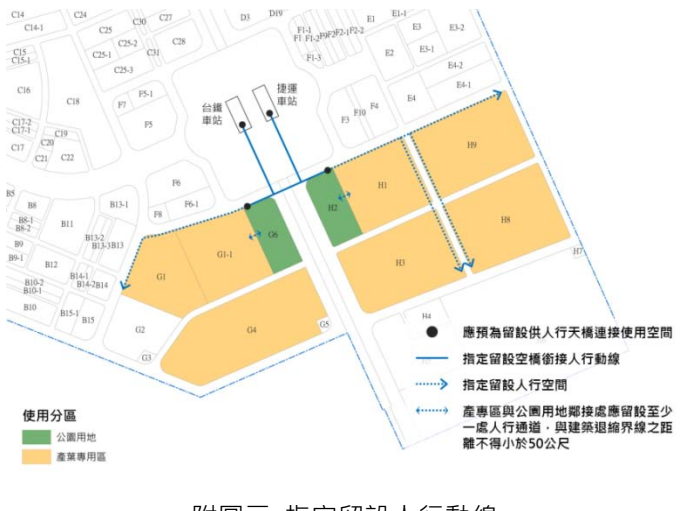 C14
C14-1
C24
C25
C30
C27
C25-2
C25-1
C31
C28
C25-3
C15
C15-1
C16
C18
C17-2
C17-1
C17
C19
C20
C21
C22
D3
D19
F1-1
F1
F1-2
F2
F2-1
F2-2
F1-3
E1
E1-1
E2
E3
E3-1
E3-2
E4-2
E4-1
E4
F7
F5-1
F5
F3
F10
F4
台鐵
車站
捷運
車站
F6
F6-1
F8
B5
B8
B8-1
B8-2
B9
B9-1
B10-2
B10-1
B10
B11
B12
B13-1
B13-2
B13-3
B13
B14-1
B14-2
B14
B15-1
B15
G1
G1-1
G6
G2
G3
G4
G5
H2
H1
H9
H3
H8
H7
H4
應預為留設供人行天橋連接使用空間
指定留設空橋銜接人行動線
指定留設人行空間
產專區與公園用地鄰接處應留設至少
一處人行通道，與建築退縮界線之距
離不得小於50公尺
使用分區
公園用地
產業專用區